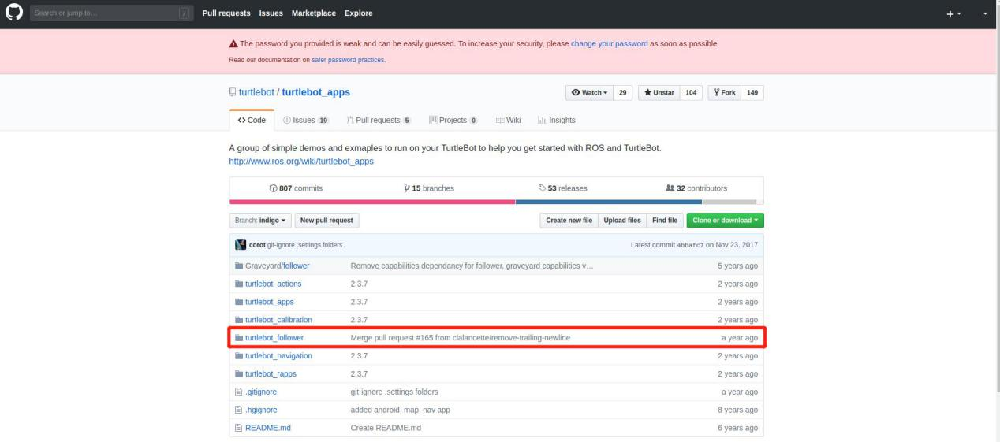 Search or jump to… / Pull requests Issues Marketplace Explore
The password you provided is weak and can be easily guessed. To increase your security, please change your password as soon as possible.
Read our documentation on safer password practices.
turtlebot / turtlebot_apps Watch 29 Unstar 104 Fork 149
Code Issues 19 Pull requests 5 Projects 0 Wiki Insights
A group of simple demos and exmaples to run on your TurtleBot to help you get started with ROS and TurtleBot.
http://www.ros.org/wiki/turtlebot_apps
807 commits 15 branches 53 releases 32 contributors
Branch: indigo New pull request Create new file Upload files Find file Clone or download
corot git-ignore .settings folders Latest commit 4bbafc7 on Nov 23, 2017
Graveyard/follower Remove capabilities dependancy for follower, graveyard capabilities v… 5 years ago
turtlebot_actions 2.3.7 2 years ago
turtlebot_apps 2.3.7 2 years ago
turtlebot_calibration 2.3.7 2 years ago
turtlebot_follower Merge pull request #165 from clalancette/remove-trailing-newline a year ago
turtlebot_navigation 2.3.7 2 years ago
turtlebot_rapps 2.3.7 2 years ago
.gitignore git-ignore .settings folders a year ago
.hgignore added android_map_nav app 8 years ago
README.md Create README.md 6 years ago